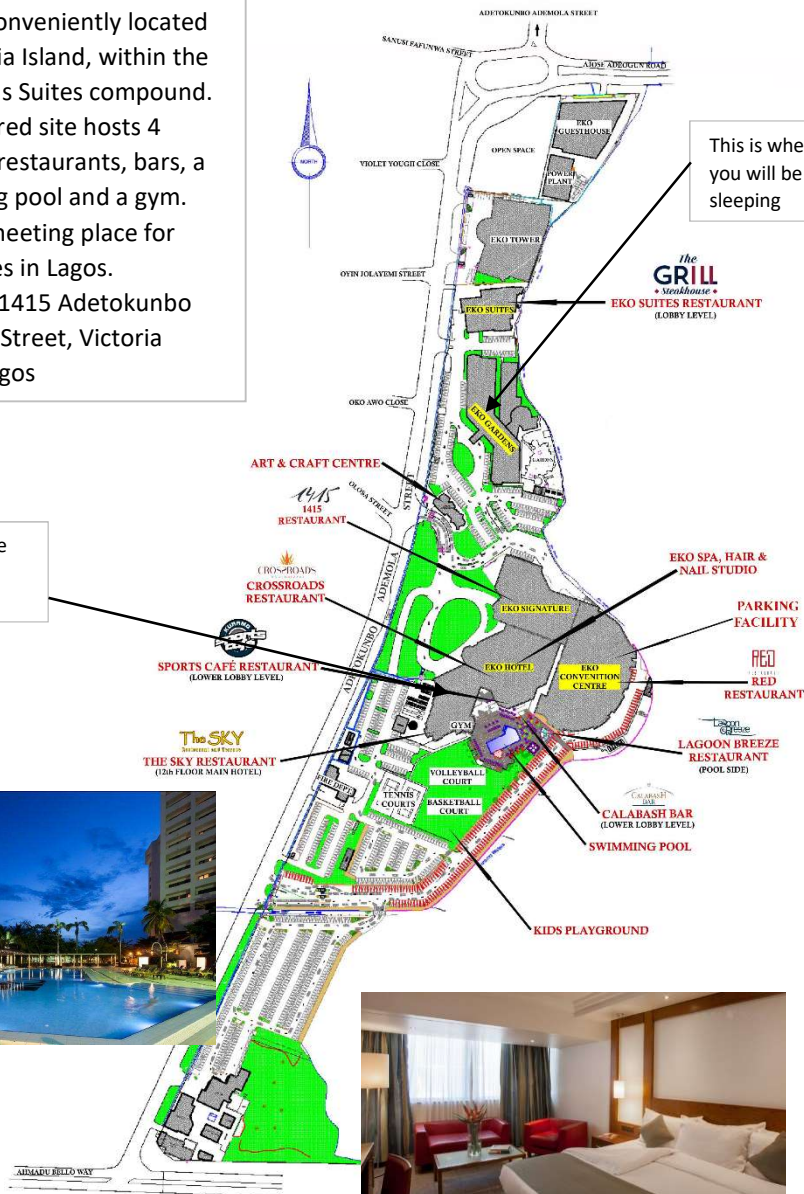 onveniently located
ia Island, within the
s Suites compound.
red site hosts 4
restaurants, bars, a
g pool and a gym.
meeting place for
es in Lagos.
1415 Adetokunbo
Street, Victoria
gos
ADETOKUNBO ADEMOLA STREET
SANUSI FAFUNWA STREET
AJOSE ADEOGUN ROAD
EKO
GUESTHOUSE
OPEN SPACE
POWER
PLANT
NORTH
VIOLET YOUGH CLOSE
This is whe
you will be
sleeping
EKO TOWER
OYIN JOLAYEMI STREET
The
GRILL
Steakhouse
EKO SUITES RESTAURANT
(LOBBY LEVEL)
EKO SUITES
OKO AWO CLOSE
EKO GARDENS
GARDEN
ART & CRAFT CENTRE
OLOSA STREET
1415
1415
RESTAURANT
e
CROSSROADS
CROSSROADS
RESTAURANT
ADETOKUNBO ADEMOLA STREET
EKO SPA, HAIR &
NAIL STUDIO
EKO SIGNATURE
PARKING
FACILITY
KURAMO
SPORTS CAFÉ RESTAURANT
(LOWER LOBBY LEVEL)
EKO HOTEL
EKO
CONVENITION
CENTRE
RED
RED
RESTAURANT
The SKY
THE SKY RESTAURANT
(12th FLOOR MAIN HOTEL)
GYM
Lagoon Breeze
LAGOON BREEZE
RESTAURANT
(POOL SIDE)
VOLLEYBALL
COURT
FIRE DEPT
TENNIS
COURTS
BASKETBALL
COURT
CALABASH
BAR
CALABASH BAR
(LOWER LOBBY LEVEL)
SWIMMING POOL
KIDS PLAYGROUND
AHMADU BELLO WAY